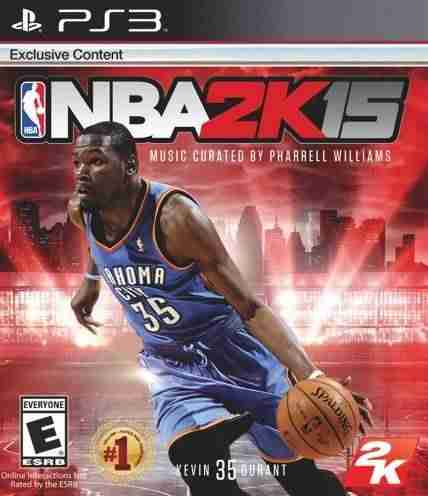 PS3
Exclusive Content
NBA
NBA2K15
MUSIC CURATED BY PHARRELL WILLIAMS
AHOMA
CITY
35
SPALDING
EVERYONE
E
ESRB
#1
KEVIN 35 DURANT
2K
Online Interactions Not
Rated by the ESRB